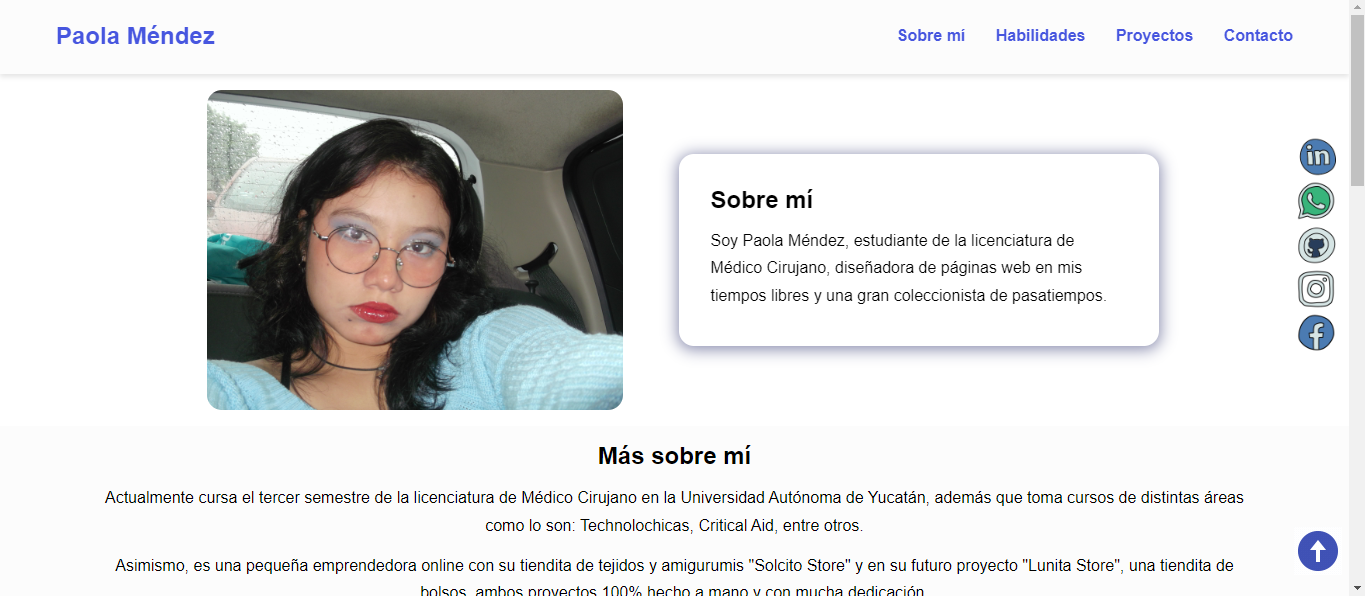 Paola Méndez
Sobre mí Habilidades Proyectos Contacto
Sobre mí
Soy Paola Méndez, estudiante de la licenciatura de
Médico Cirujano, diseñadora de páginas web en mis
tiempos libres y una gran coleccionista de pasatiempos.
in
Más sobre mí
Actualmente cursa el tercer semestre de la licenciatura de Médico Cirujano en la Universidad Autónoma de Yucatán, además que toma cursos de distintas áreas
como lo son: Technolochicas, Critical Aid, entre otros.
Asimismo, es una pequeña emprendedora online con su tiendita de tejidos y amigurumis "Solcito Store" y en su futuro proyecto "Lunita Store", una tiendita de
bolsos, ambos proyectos 100% hecho a mano y con mucha dedicación.